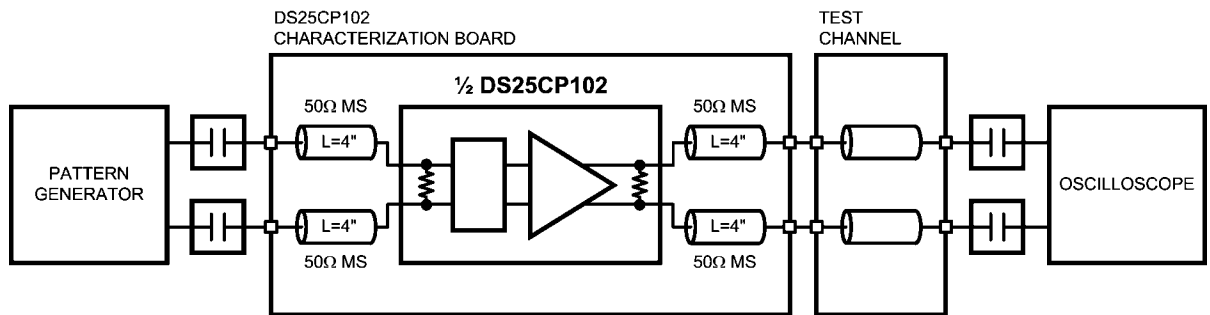 DS25CP102
CHARACTERIZATION BOARD
TEST
CHANNEL
½ DS25CP102
50Ω MS
50Ω MS
L=4"
L=4"
PATTERN
GENERATOR
OSCILLOSCOPE
L=4"
L=4"
50Ω MS
50Ω MS